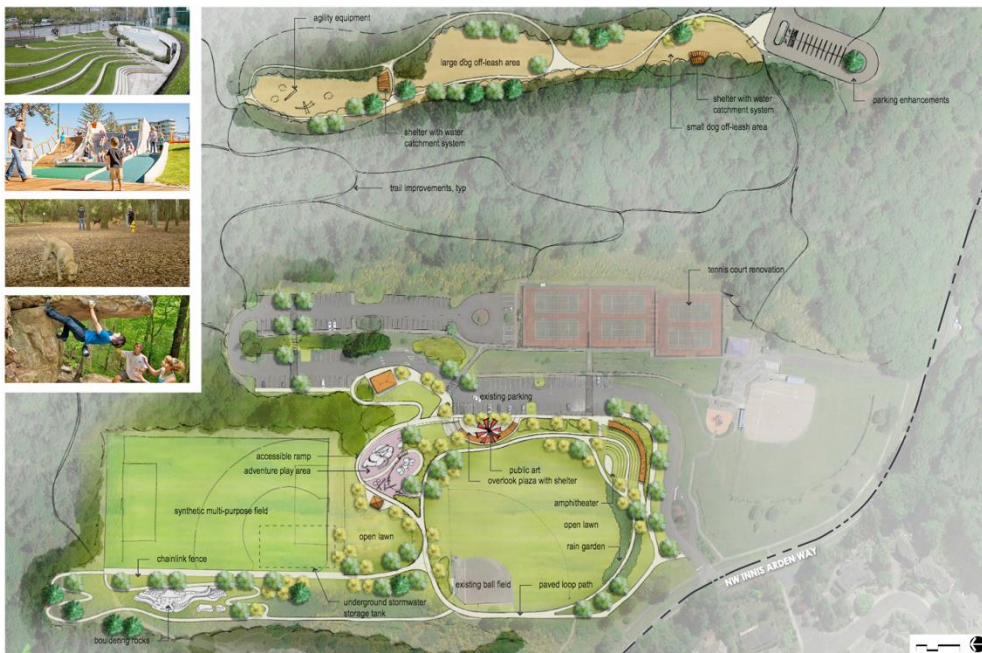 agility equipment
large dog off-leash area
parking enhancements
shelter with water
catchment system
small dog off-leash area
shelter with water
catchment system
trail improvements, typ
tennis court renovation
existing parking
accessible ramp
adventure play area
public art
overlook plaza with shelter
synthetic multi-purpose field
amphitheater
open lawn
open lawn
rain garden
chainlink fence
existing ball field
paved loop path
NW INNIS ARDEN WAY
underground stormwater
storage tank
bouldering rocks